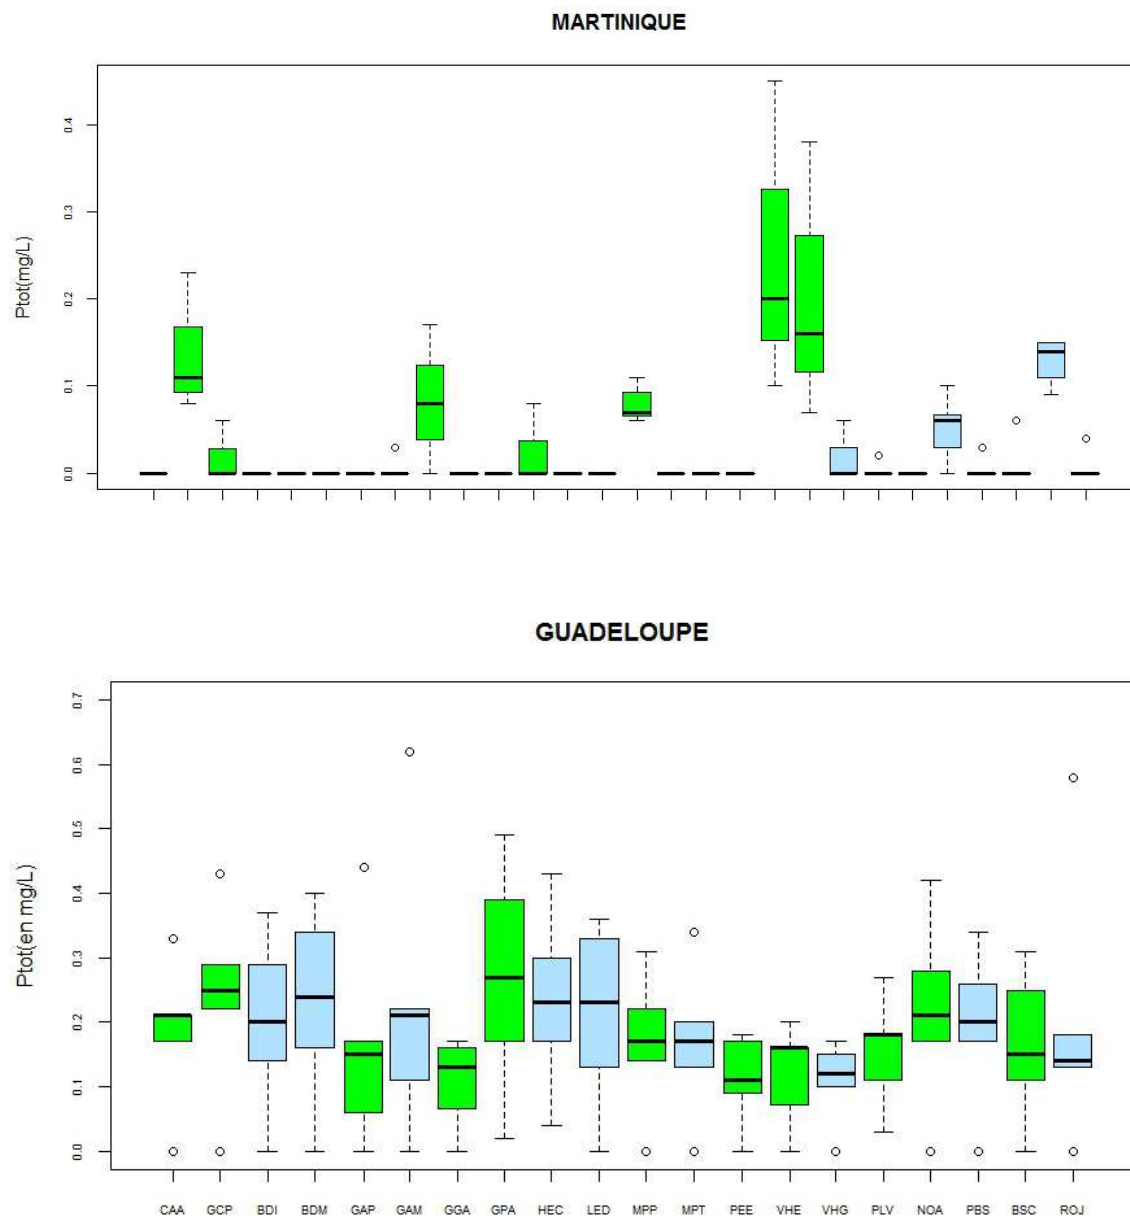 MARTINIQUE
Ptot(mg/L)
0.4
0.3
0.2
0.1
0.0
GUADELOUPE
Ptot(en mg/L)
0.7
0.6
0.5
0.4
0.3
0.2
0.1
0.0
CAA GCP BDI BDM GAP GAM GGA GPA HEC LED MPP MPT PEE VHE VHG PLV NOA PBS BSC ROJ